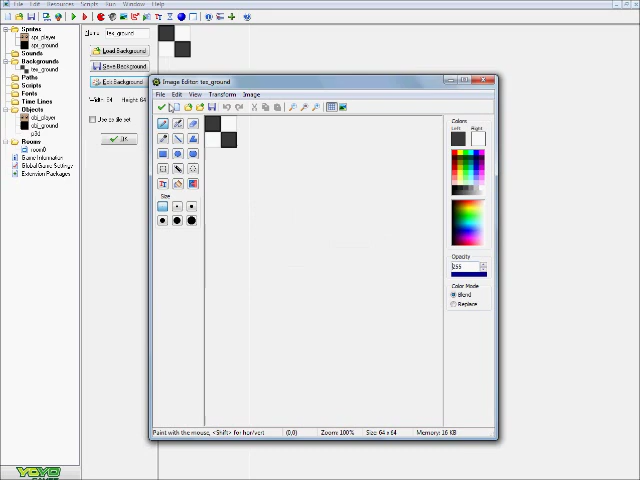 File Edit Resources Scripts Run Window Help
Sprites
spr_player
spr_ground
Sounds
Backgrounds
tex_ground
Paths
Scripts
Fonts
Time Lines
Objects
obj_player
obj_ground
p3d
Rooms
room0
Game Information
Global Game Settings
Extension Packages
YOYO
Name: tex_ground
Load Background
Save Background
Edit Background
Width: 64 Height: 64
Use as tile set
OK
Image Editor: tex_ground
File Edit View Transform Image
Size
Colors
Left Right
Opacity
255
Color Mode
Blend
Replace
Paint with the mouse, <Shift> for hor/vert (0,0) Zoom: 100% Size: 64 x 64 Memory: 16 KB